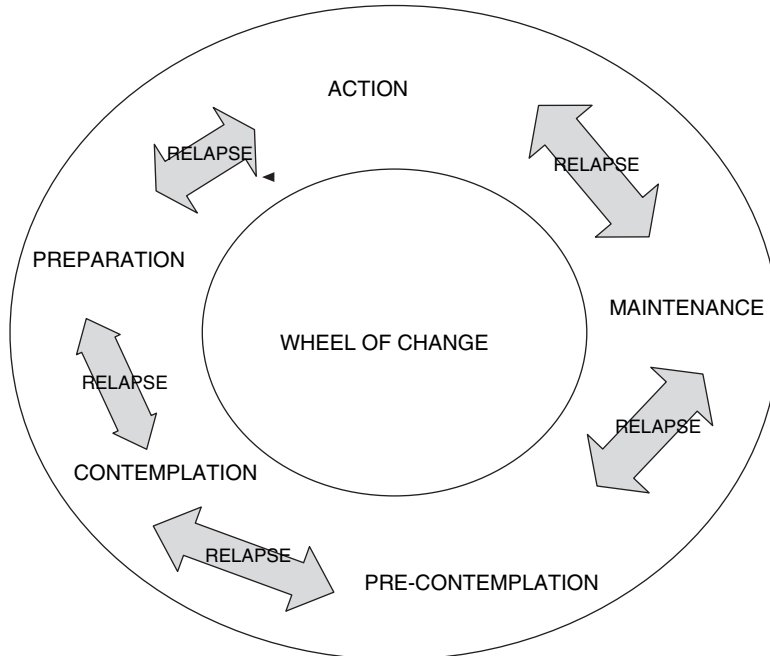 ACTION
RELAPSE
RELAPSE
PREPARATION
MAINTENANCE
WHEEL OF CHANGE
RELAPSE
RELAPSE
CONTEMPLATION
RELAPSE
PRE-CONTEMPLATION